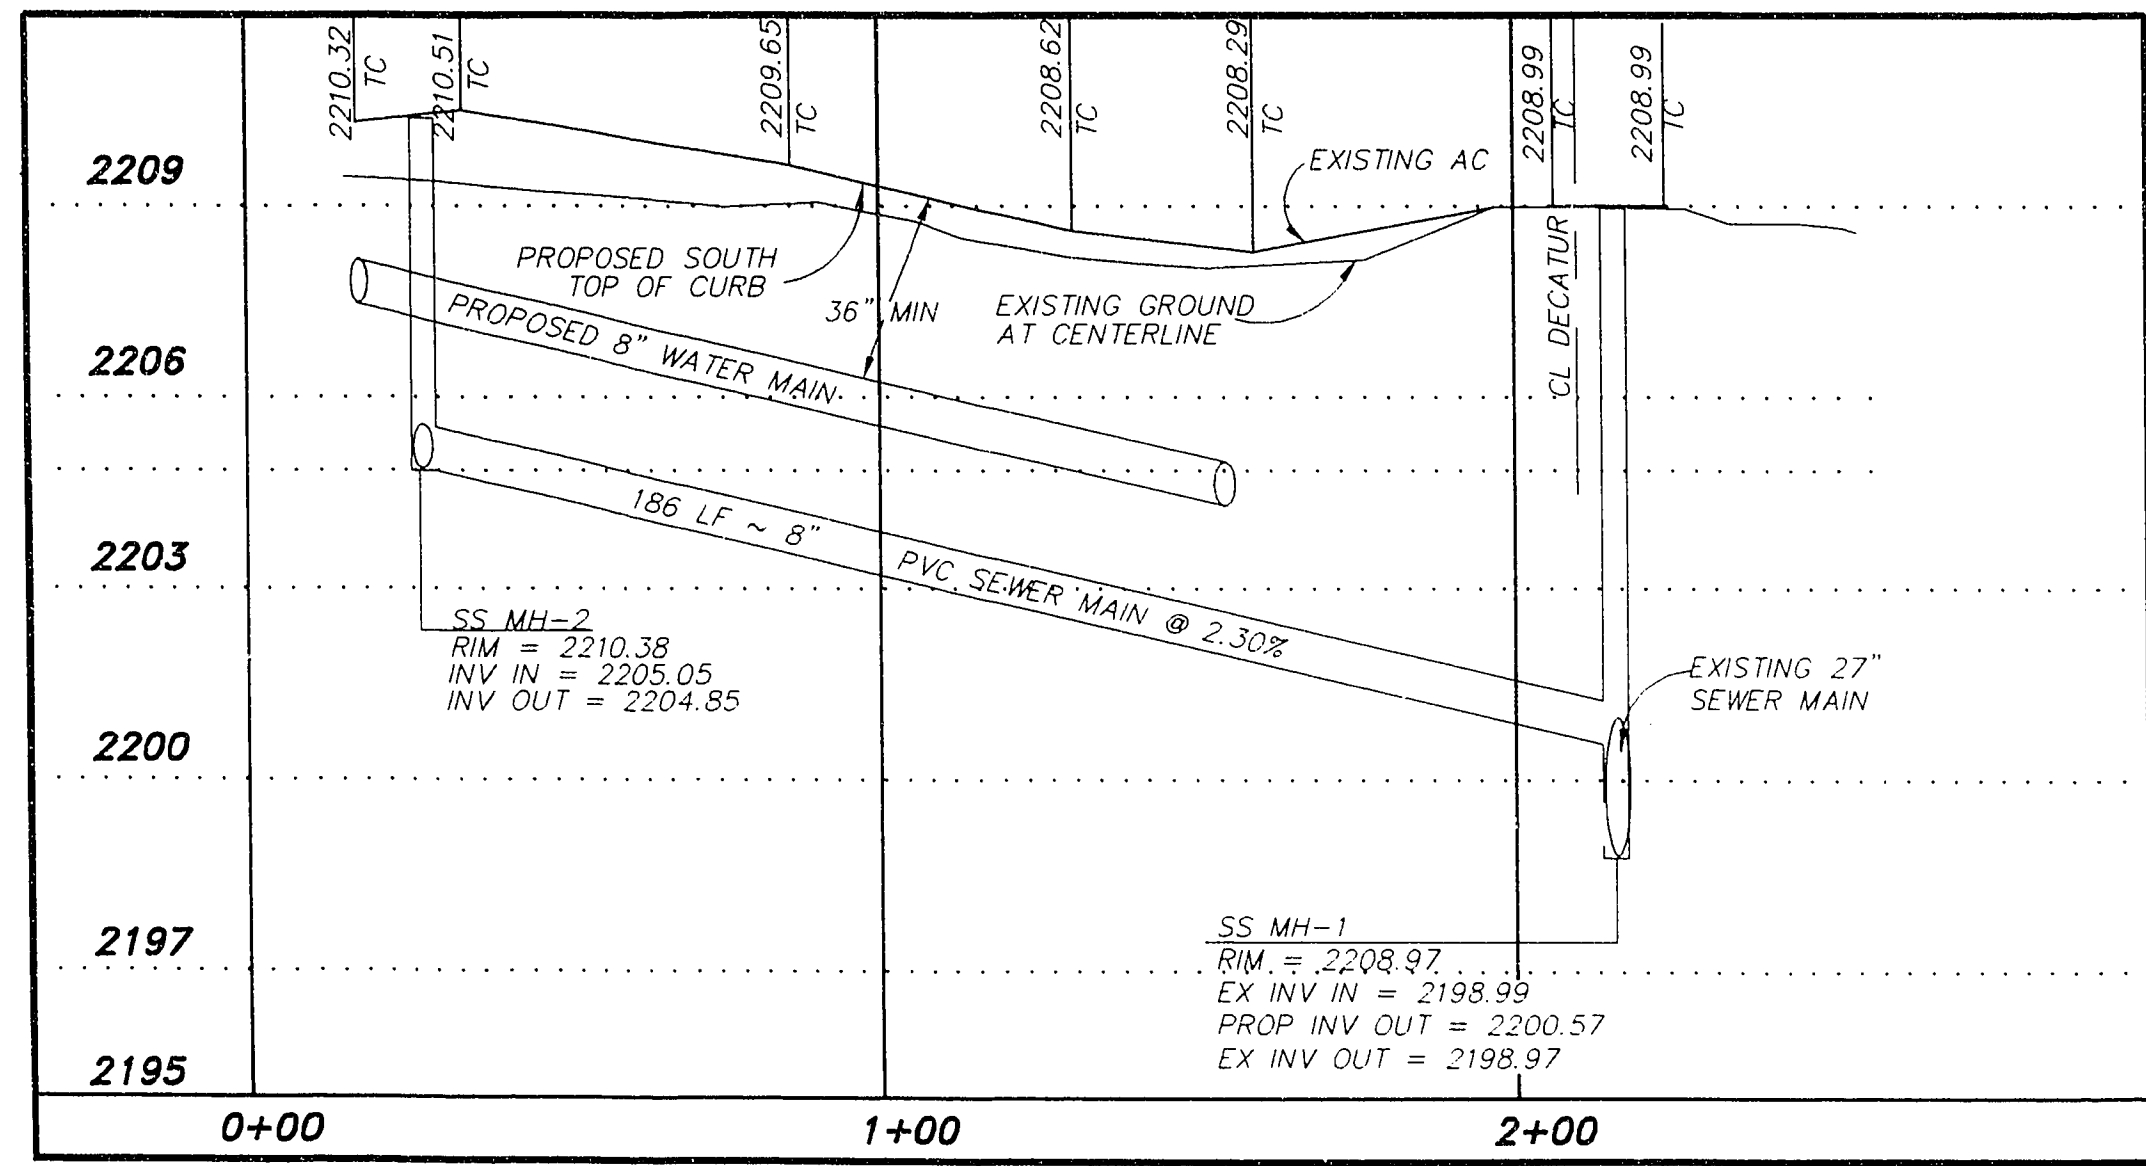 2210.32
TC
2210.51
TC
2209.65
TC
2208.62
TC
2208.29
TC
2208.99
TC
2208.99
TC
2209
EXISTING AC
PROPOSED SOUTH
TOP OF CURB
36" MIN
EXISTING GROUND
AT CENTERLINE
CL DECATUR
PROPOSED 8" WATER MAIN
2206
186 LF ~ 8" PVC SEWER MAIN @ 2.30%
2203
SS MH-2
RIM = 2210.38
INV IN = 2205.05
INV OUT = 2204.85
EXISTING 27"
SEWER MAIN
2200
2197
SS MH-1
RIM = 2208.97
EX INV IN = 2198.99
PROP INV OUT = 2200.57
EX INV OUT = 2198.97
2195
0+00
1+00
2+00